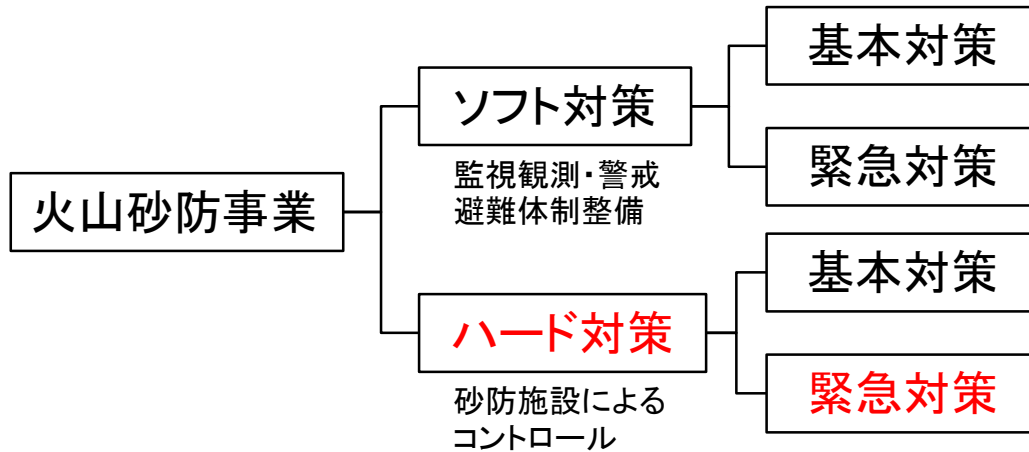 火山砂防事業
ソフト対策
監視観測・警戒
避難体制整備
基本対策
緊急対策
ハード対策
砂防施設による
コントロール
基本対策
緊急対策